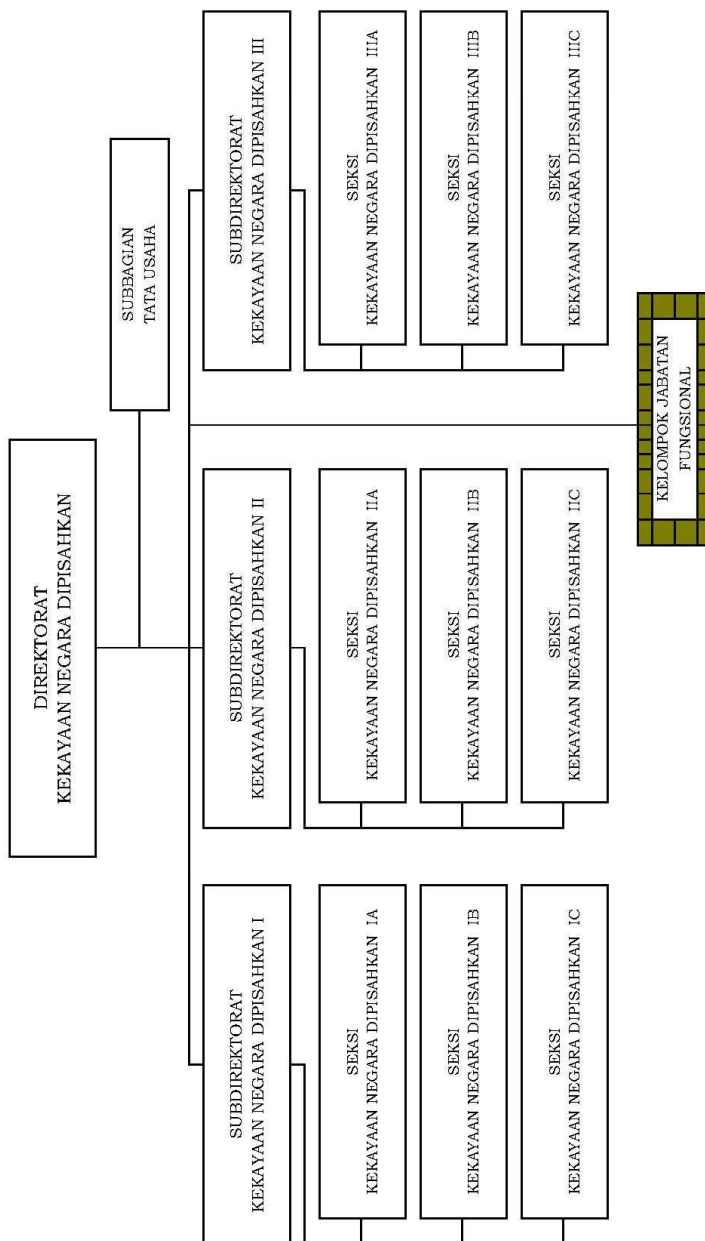 DIREKTORAT
KEKAYAAN NEGARA DIPISAHKAN
SUBBAGIAN
TATA USAHA
SUBDIREKTORAT
KEKAYAAN NEGARA DIPISAHKAN I
SUBDIREKTORAT
KEKAYAAN NEGARA DIPISAHKAN II
SUBDIREKTORAT
KEKAYAAN NEGARA DIPISAHKAN III
SEKSI
KEKAYAAN NEGARA DIPISAHKAN IA
SEKSI
KEKAYAAN NEGARA DIPISAHKAN IIA
SEKSI
KEKAYAAN NEGARA DIPISAHKAN IIIA
SEKSI
KEKAYAAN NEGARA DIPISAHKAN IB
SEKSI
KEKAYAAN NEGARA DIPISAHKAN IIB
SEKSI
KEKAYAAN NEGARA DIPISAHKAN IIIB
SEKSI
KEKAYAAN NEGARA DIPISAHKAN IC
SEKSI
KEKAYAAN NEGARA DIPISAHKAN IIC
SEKSI
KEKAYAAN NEGARA DIPISAHKAN IIIC
KELOMPOK JABATAN
FUNGSIONAL